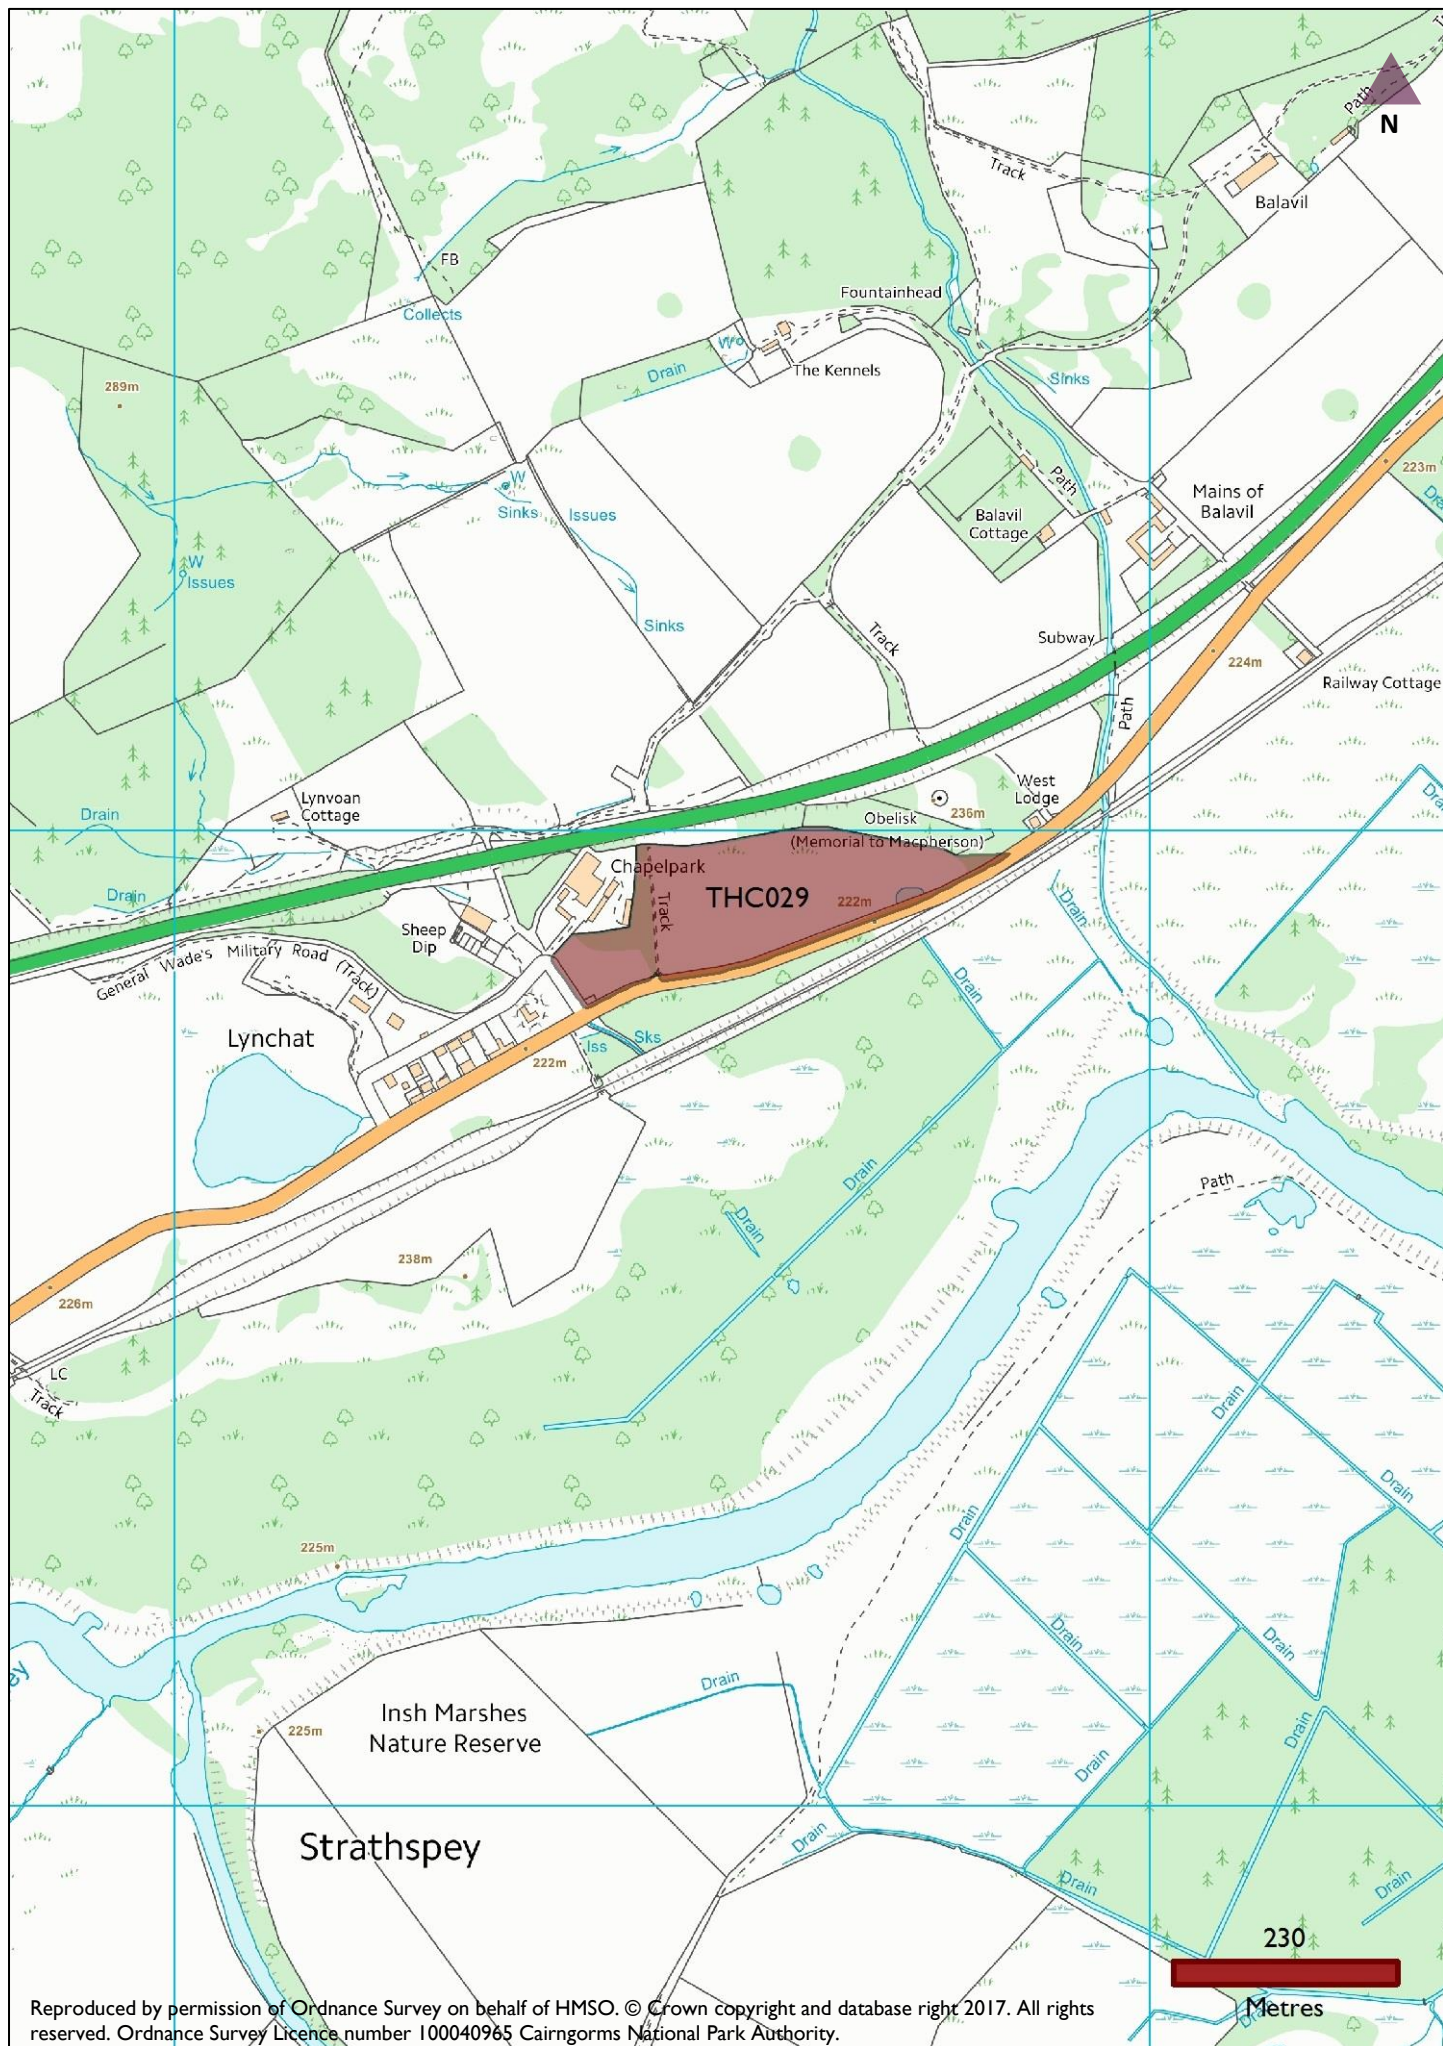 Path
N
Track
Balavil
FB
Fountainhead
Collects
W
Drain
The Kennels
Sinks
289m
223m
W
Sinks
Issues
Path
Mains of
Balavil
Balavil
Cottage
W
Issues
Sinks
Track
Subway
224m
Railway Cottage
Path
Lynvoan
Cottage
Drain
West
Lodge
236m
Obelisk
(Memorial to Macpherson)
Chapelpark
THC029
222m
Track
Drain
Drain
Sheep
Dip
General Wade's Military Road (Track)
Drain
Lynchat
Iss
Sks
222m
Drain
Path
Drain
238m
226m
LC
Track
Drain
Drain
Drain
225m
Drain
Drain
Drain
Insh Marshes
Nature Reserve
225m
Drain
Drain
Strathspey
Drain
Drain
Drain
230
Metres
Drain
Reproduced by permission of Ordnance Survey on behalf of HMSO. © Crown copyright and database right 2017. All rights
reserved. Ordnance Survey Licence number 100040965 Cairngorms National Park Authority.